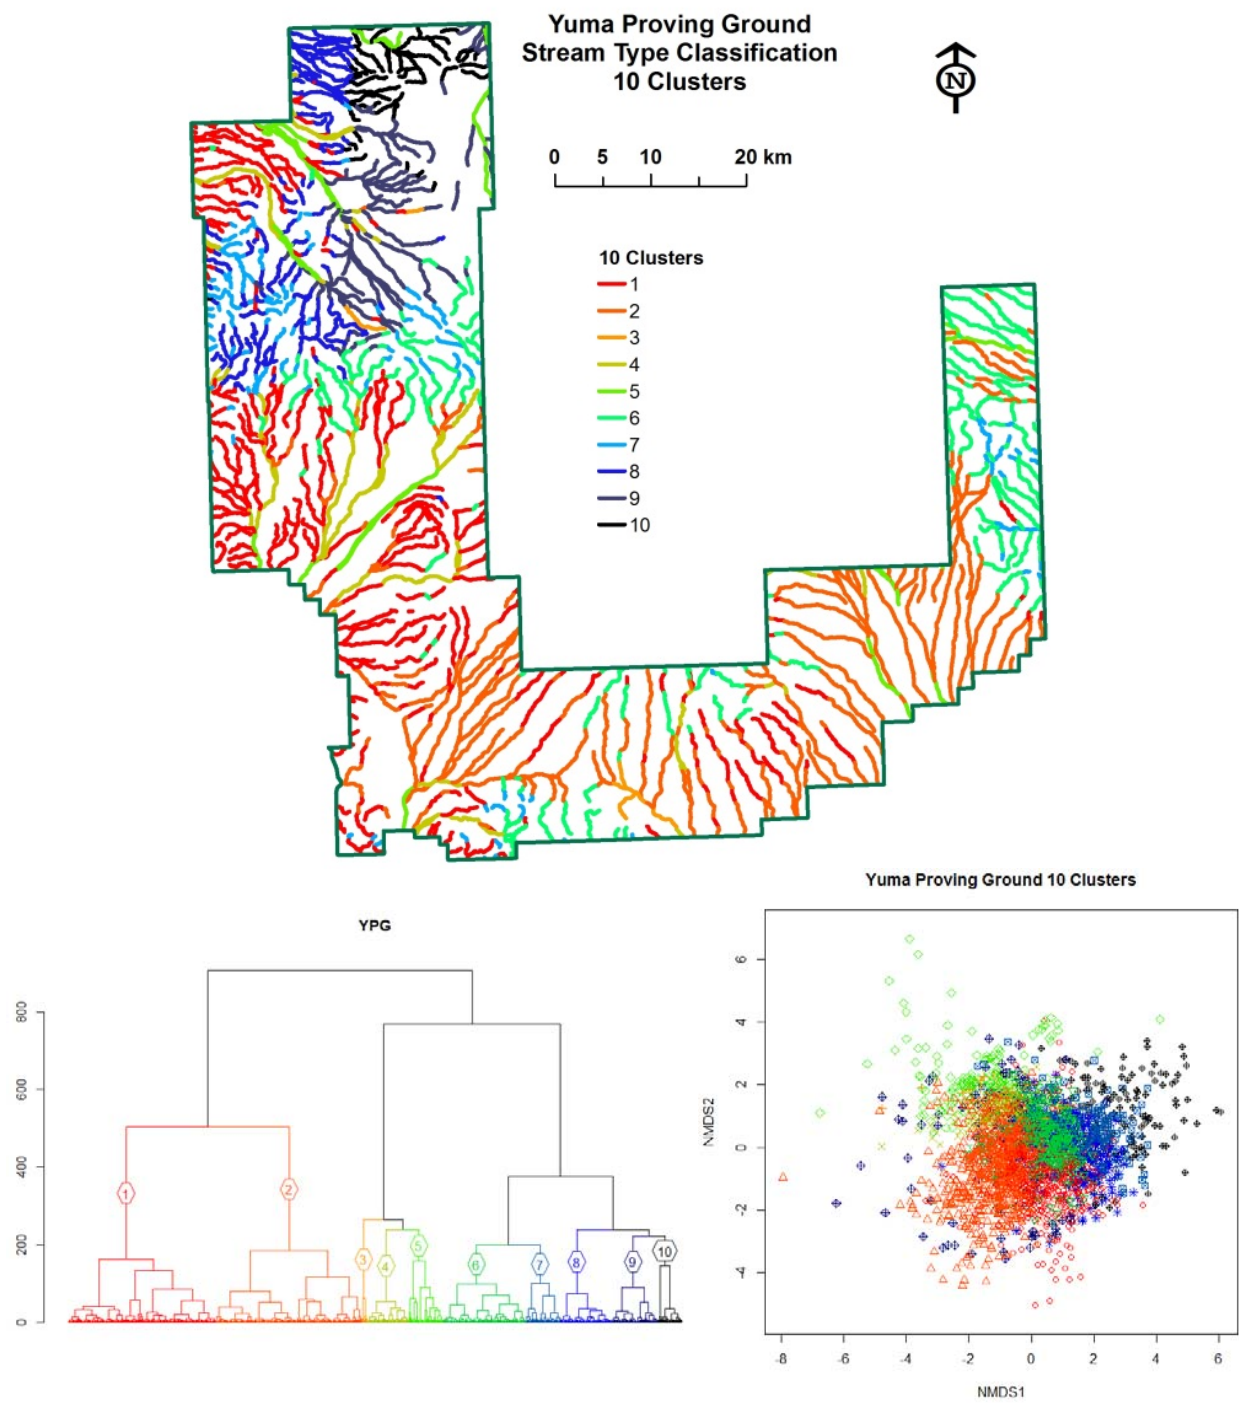 Yuma Proving Ground
Stream Type Classification
10 Clusters
N
0 5 10 20 km
10 Clusters
1
2
3
4
5
6
7
8
9
10
Yuma Proving Ground 10 Clusters
YPG
800
600
400
200
0
1
2
3
4
5
6
7
8
9
10
NMDS2
6
4
2
0
-2
-4
-8 -6 -4 -2 0 2 4 6
NMDS1